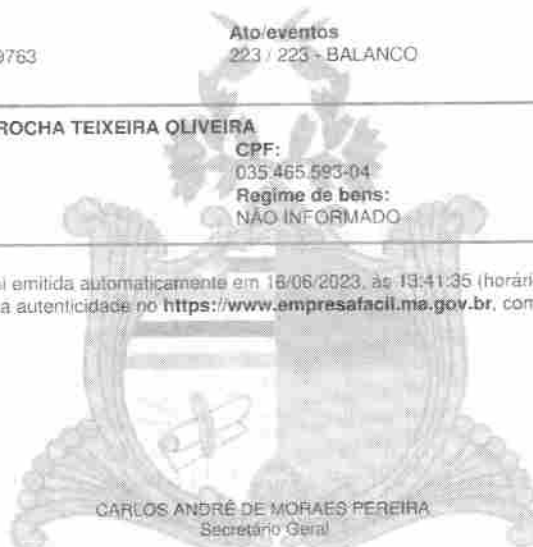 Ato/eventos
9763 223 / 223 - BALANCO
ROCHA TEIXEIRA OLIVEIRA
CPF:
035.465.593-04
Regime de bens:
NÃO INFORMADO
i emitida automaticamente em 16/06/2023, às 13:41:35 (horári
a autenticidade no https://www.empresafacil.ma.gov.br, com
CARLOS ANDRÉ DE MORAES PEREIRA
Secretário Geral